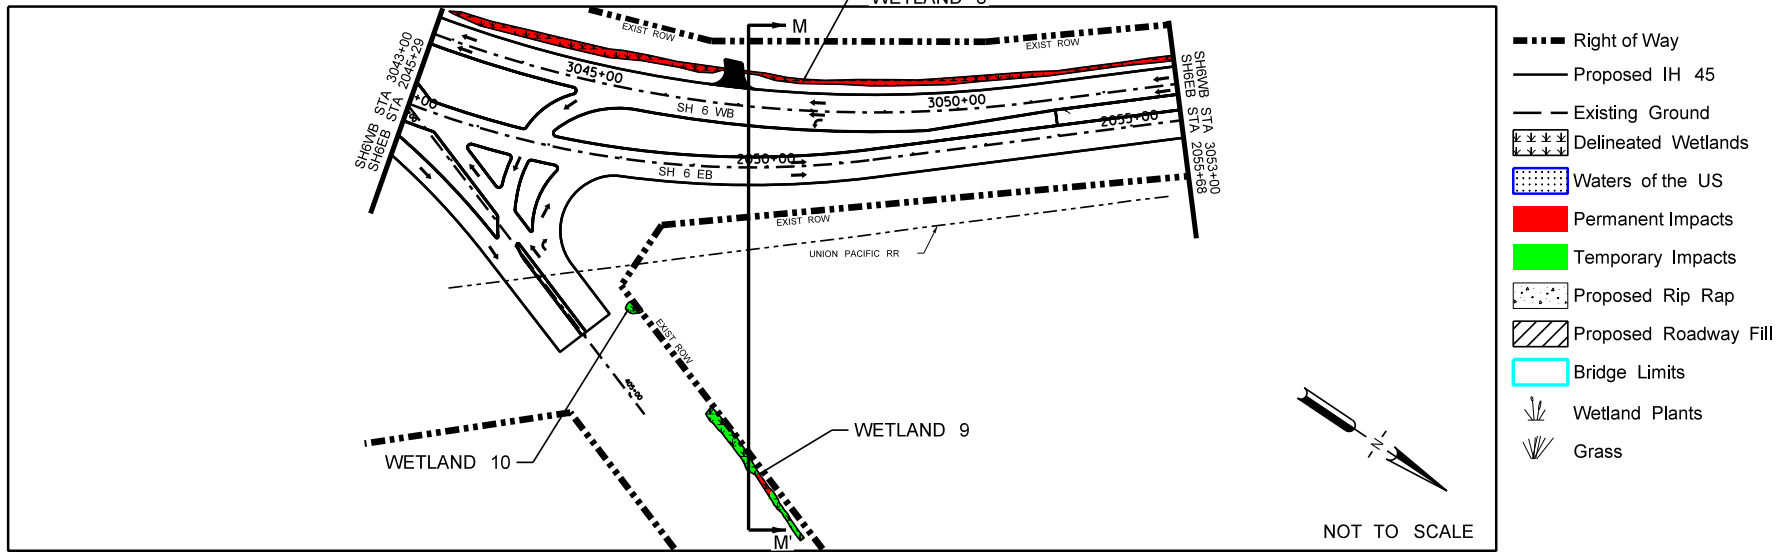 M
EXIST ROW
EXIST ROW
SH6WB STA 3043+00
SH6EB STA 2045+29
3045+00
3050+00
SH 6 WB
2055+00
SH6WB STA 3053+00
SH6EB STA 2055+68
2050+00
SH 6 EB
EXIST ROW
UNION PACIFIC RR
EXIST ROW
405+00
WETLAND 9
WETLAND 10
M'
N
NOT TO SCALE
Right of Way
Proposed IH 45
Existing Ground
Delineated Wetlands
Waters of the US
Permanent Impacts
Temporary Impacts
Proposed Rip Rap
Proposed Roadway Fill
Bridge Limits
Wetland Plants
Grass